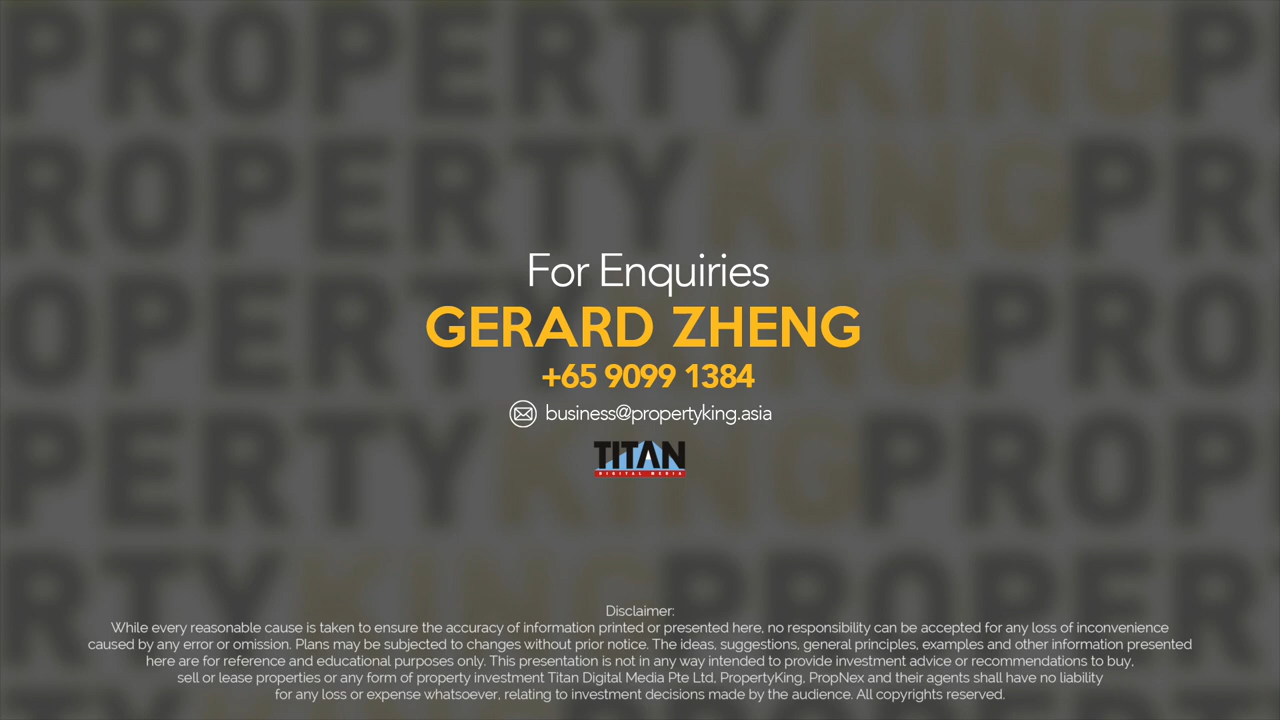 PROPERTYKINGP
ROPERTYKINGPR
OPERTYKINGPRO
PERTYKINGPROP
RTYKINGPROPER
For Enquiries
GERARD ZHENG
+65 9099 1384
business@propertyking.asia
TITAN
DIGITAL MEDIA
Disclaimer:
While every reasonable cause is taken to ensure the accuracy of information printed or presented here, no responsibility can be accepted for any loss of inconvenience
caused by any error or omission. Plans may be subjected to changes without prior notice. The ideas, suggestions, general principles, examples and other information presented
here are for reference and educational purposes only. This presentation is not in any way intended to provide investment advice or recommendations to buy,
sell or lease properties or any form of property investment Titan Digital Media Pte Ltd, PropertyKing, PropNex and their agents shall have no liability
for any loss or expense whatsoever, relating to investment decisions made by the audience. All copyrights reserved.